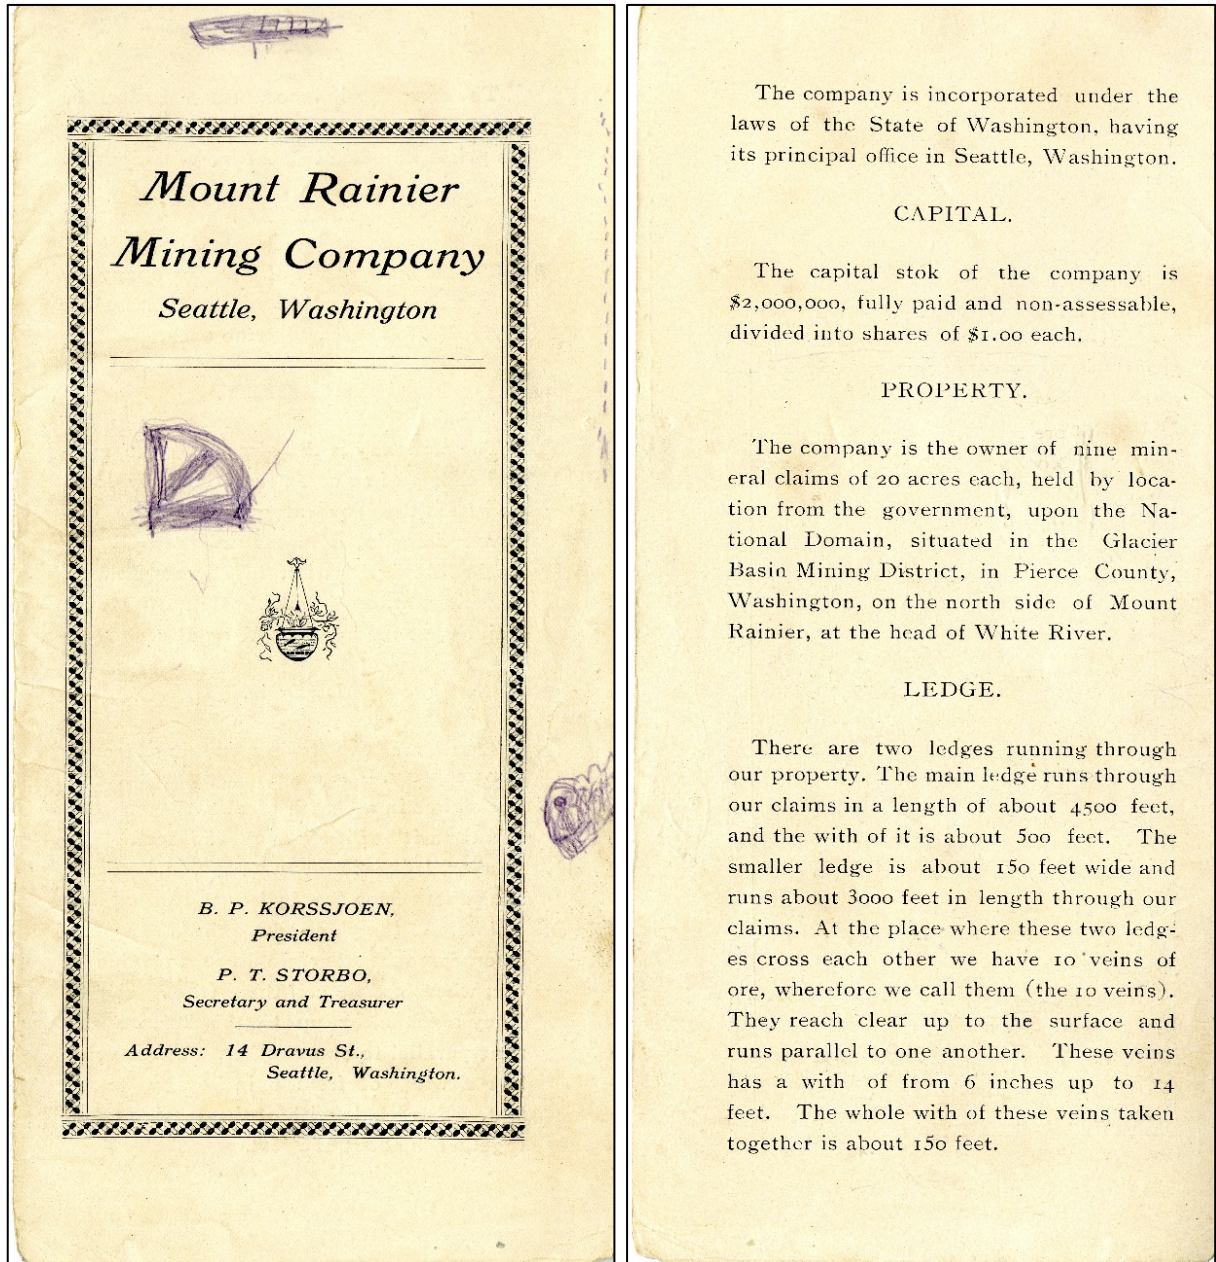 Mount Rainier
Mining Company
Seattle, Washington
B. P. KORSSJOEN,
President
P. T. STORBO,
Secretary and Treasurer
Address: 14 Dravus St.,
Seattle, Washington.
The company is incorporated under the
laws of the State of Washington, having
its principal office in Seattle, Washington.
CAPITAL.
The capital stok of the company is
$2,000,000, fully paid and non-assessable,
divided into shares of $1.00 each.
PROPERTY.
The company is the owner of nine min-
eral claims of 20 acres each, held by loca-
tion from the government, upon the Na-
tional Domain, situated in the Glacier
Basin Mining District, in Pierce County,
Washington, on the north side of Mount
Rainier, at the head of White River.
LEDGE.
There are two ledges running through
our property. The main ledge runs through
our claims in a length of about 4500 feet,
and the with of it is about 500 feet. The
smaller ledge is about 150 feet wide and
runs about 3000 feet in length through our
claims. At the place where these two ledg-
es cross each other we have 10 veins of
ore, wherefore we call them (the 10 veins).
They reach clear up to the surface and
runs parallel to one another. These veins
has a with of from 6 inches up to 14
feet. The whole with of these veins taken
together is about 150 feet.